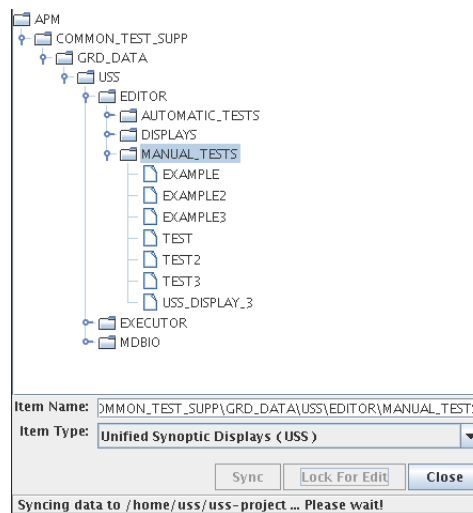 APM
COMMON_TEST_SUPP
GRD_DATA
USS
EDITOR
AUTOMATIC_TESTS
DISPLAYS
MANUAL_TESTS
EXAMPLE
EXAMPLE2
EXAMPLE3
TEST
TEST2
TEST3
USS_DISPLAY_3
EXECUTOR
MDBIO
Item Name: OMMON_TEST_SUPP\GRD_DATA\USS\EDITOR\MANUAL_TESTS
Item Type: Unified Synoptic Displays (USS)
Sync Lock For Edit Close
Syncing data to /home/uss/uss-project ... Please wait!